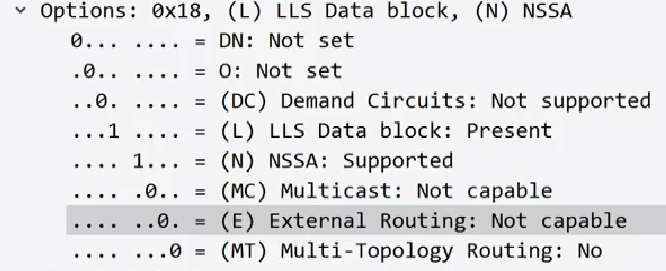 Options: 0x18, (L) LLS Data block, (N) NSSA
0... .... = DN: Not set
.0.. .... = O: Not set
..0. .... = (DC) Demand Circuits: Not supported
...1 .... = (L) LLS Data block: Present
.... 1... = (N) NSSA: Supported
.... .0.. = (MC) Multicast: Not capable
.... ..0. = (E) External Routing: Not capable
.... ...0 = (MT) Multi-Topology Routing: No